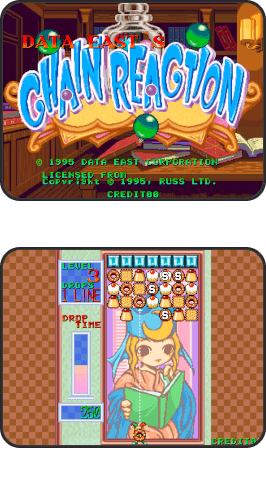 DATA EAST'S
CHAIN REACTION
© 1995 DATA EAST CORPORATION
LICENSED FROM
Copyright © 1995, RUSS LTD.
CREDIT00
LEVEL
3
DROPS
1 LINE
DROP
TIME
S S
S
S
CREDIT00